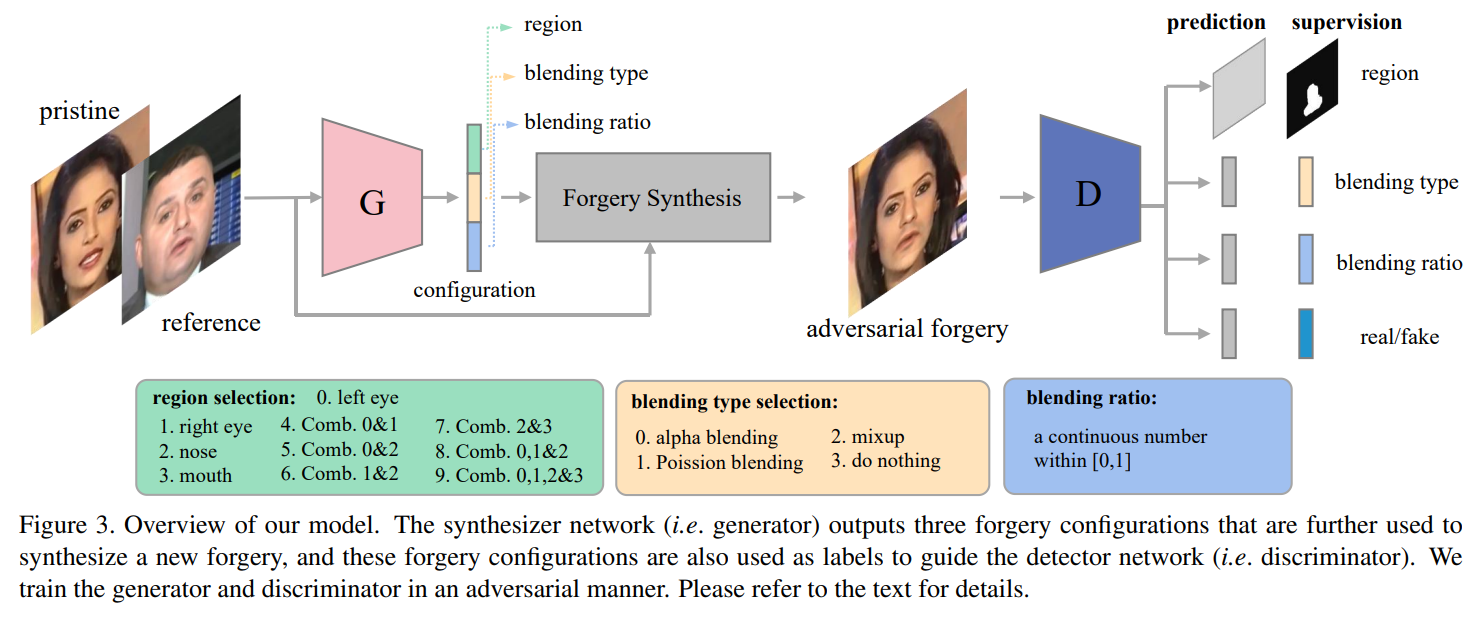 region
blending type
blending ratio
pristine
reference
G
configuration
Forgery Synthesis
adversarial forgery
D
prediction supervision
region
blending type
blending ratio
real/fake
region selection: 0. left eye
1. right eye 4. Comb. 0&1 7. Comb. 2&3
2. nose 5. Comb. 0&2 8. Comb. 0,1&2
3. mouth 6. Comb. 1&2 9. Comb. 0,1,2&3
blending type selection:
0. alpha blending 2. mixup
1. Poission blending 3. do nothing
blending ratio:
a continuous number
within [0,1]
Figure 3. Overview of our model. The synthesizer network (i.e. generator) outputs three forgery configurations that are further used to
synthesize a new forgery, and these forgery configurations are also used as labels to guide the detector network (i.e. discriminator). We
train the generator and discriminator in an adversarial manner. Please refer to the text for details.